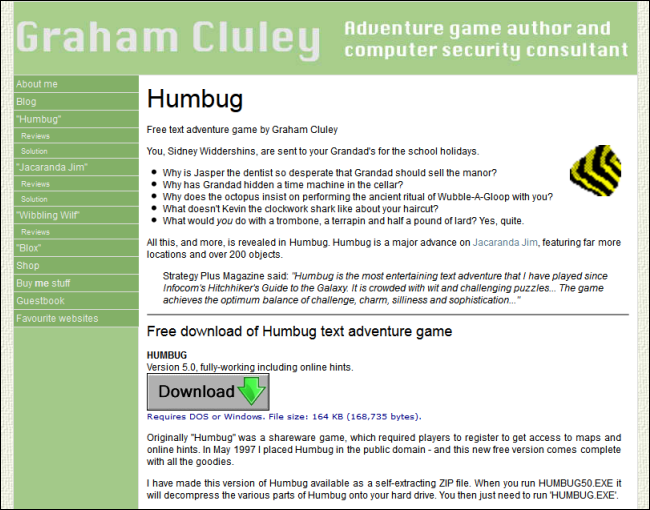 Graham Cluley
Adventure game author and
computer security consultant
About me
Blog
"Humbug"
Reviews
Solution
"Jacaranda Jim"
Reviews
Solution
"Wibbling Wilf"
Reviews
"Blox"
Shop
Buy me stuff
Guestbook
Favourite websites
Humbug
Free text adventure game by Graham Cluley
You, Sidney Widdershins, are sent to your Grandad's for the school holidays.
• Why is Jasper the dentist so desperate that Grandad should sell the manor?
• Why has Grandad hidden a time machine in the cellar?
• Why does the octopus insist on performing the ancient ritual of Wubble-A-Gloop with you?
• What doesn't Kevin the clockwork shark like about your haircut?
• What would you do with a trombone, a terrapin and half a pound of lard? Yes, quite.
All this, and more, is revealed in Humbug. Humbug is a major advance on Jacaranda Jim, featuring far more
locations and over 200 objects.
Strategy Plus Magazine said: "Humbug is the most entertaining text adventure that I have played since
Infocom's Hitchhiker's Guide to the Galaxy. It is crowded with wit and challenging puzzles... The game
achieves the optimum balance of challenge, charm, silliness and sophistication..."
Free download of Humbug text adventure game
HUMBUG
Version 5.0, fully-working including online hints.
Download
Requires DOS or Windows. File size: 164 KB (168,735 bytes).
Originally "Humbug" was a shareware game, which required players to register to get access to maps and
online hints. In May 1997 I placed Humbug in the public domain - and this new free version comes complete
with all the goodies.
I have made this version of Humbug available as a self-extracting ZIP file. When you run HUMBUG50.EXE it
will decompress the various parts of Humbug onto your hard drive. You then just need to run 'HUMBUG.EXE'.